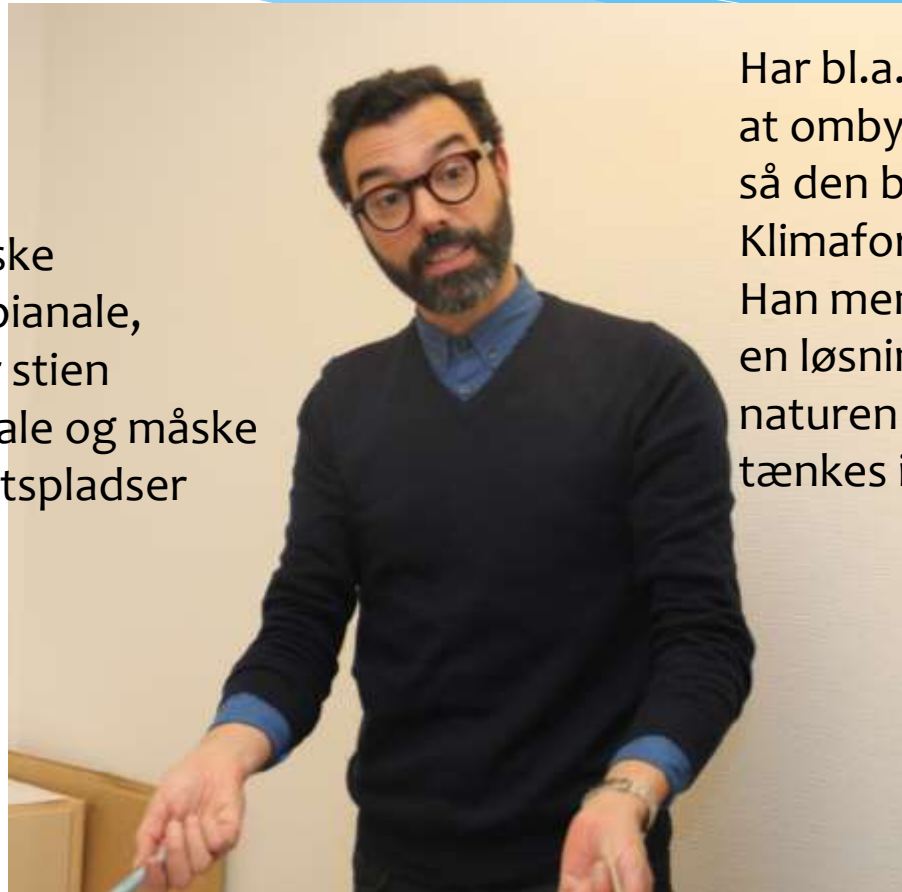 ske
bianale,
r stien
ale og måske
tspladser
Har bl.a.
at omby
så den b
Klimafor
Han mer
en løsnin
naturen
tænkes i